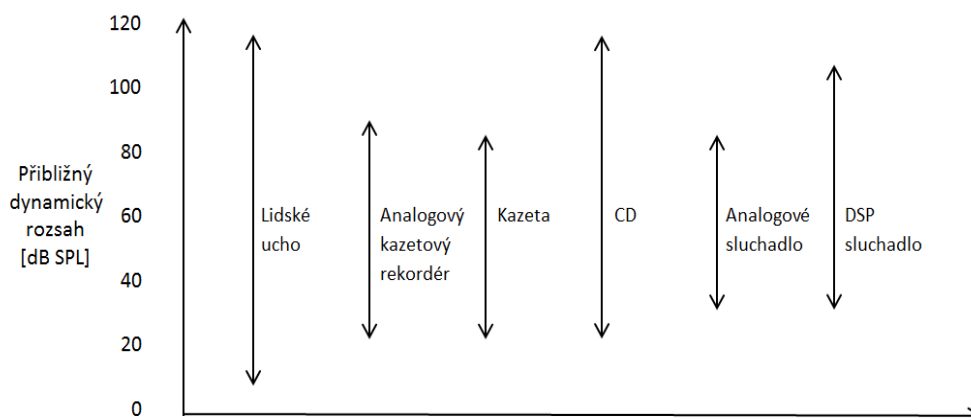 120
100
80
60
40
20
0
Přibližný
dynamický
rozsah
[dB SPL]
Lidské
ucho
Analogový
kazetový
rekordér
Kazeta
CD
Analogové
sluchadlo
DSP
sluchadlo